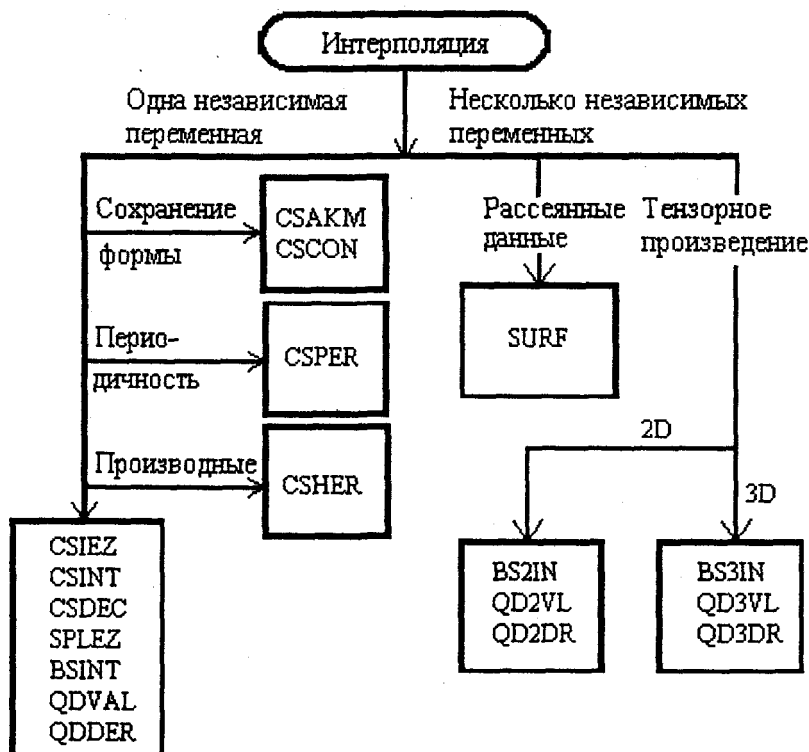 Интерполяция
Одна независимая
переменная
Несколько независимых
переменных
Сохранение
формы
CSAKM
CSCON
Перио-
дичность
CSPER
Производные
CSHER
CSIEZ
CSINT
CSDEC
SPLEZ
BSINT
QDVAL
QDDER
Рассеянные
данные
SURF
Тензорное
произведение
2D
3D
BS2IN
QD2VL
QD2DR
BS3IN
QD3VL
QD3DR